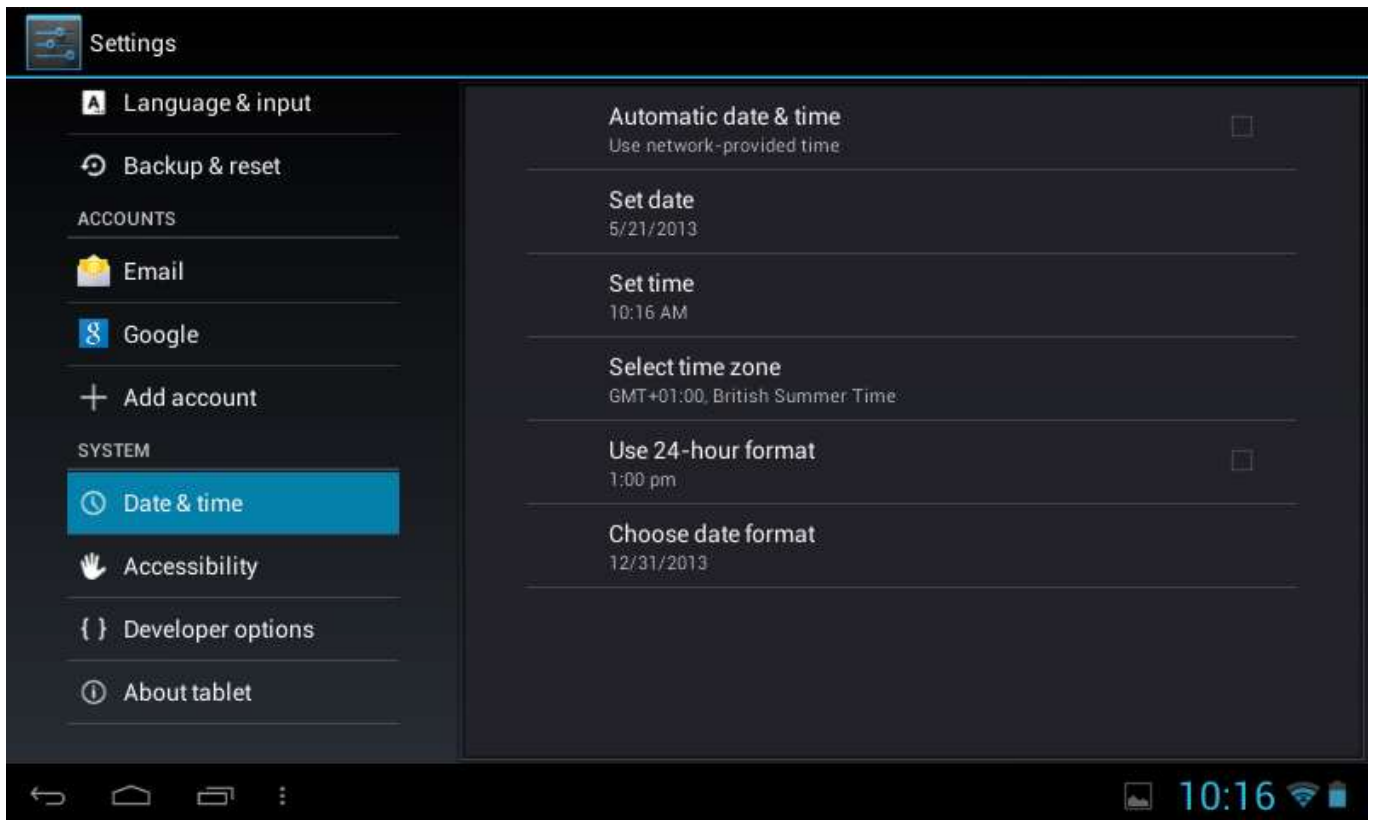 Settings
Language & input
Backup & reset
ACCOUNTS
Email
Google
Add account
SYSTEM
Date & time
Accessibility
{ } Developer options
About tablet
Automatic date & time
Use network-provided time
Set date
5/21/2013
Set time
10:16 AM
Select time zone
GMT+01:00, British Summer Time
Use 24-hour format
1:00 pm
Choose date format
12/31/2013
10:16